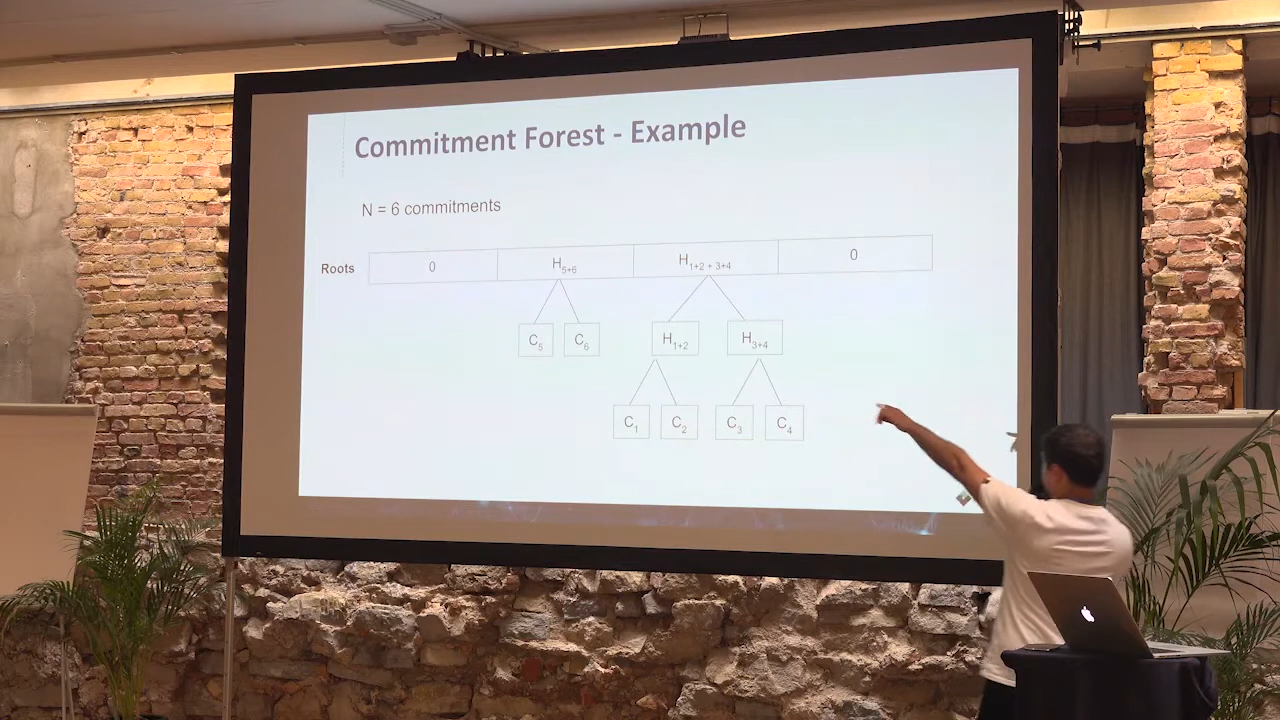 Commitment Forest - Example
N = 6 commitments
Roots 0 H5+6 H1+2 + 3+4 0
C5 C6 H1+2 H3+4
C1 C2 C3 C4